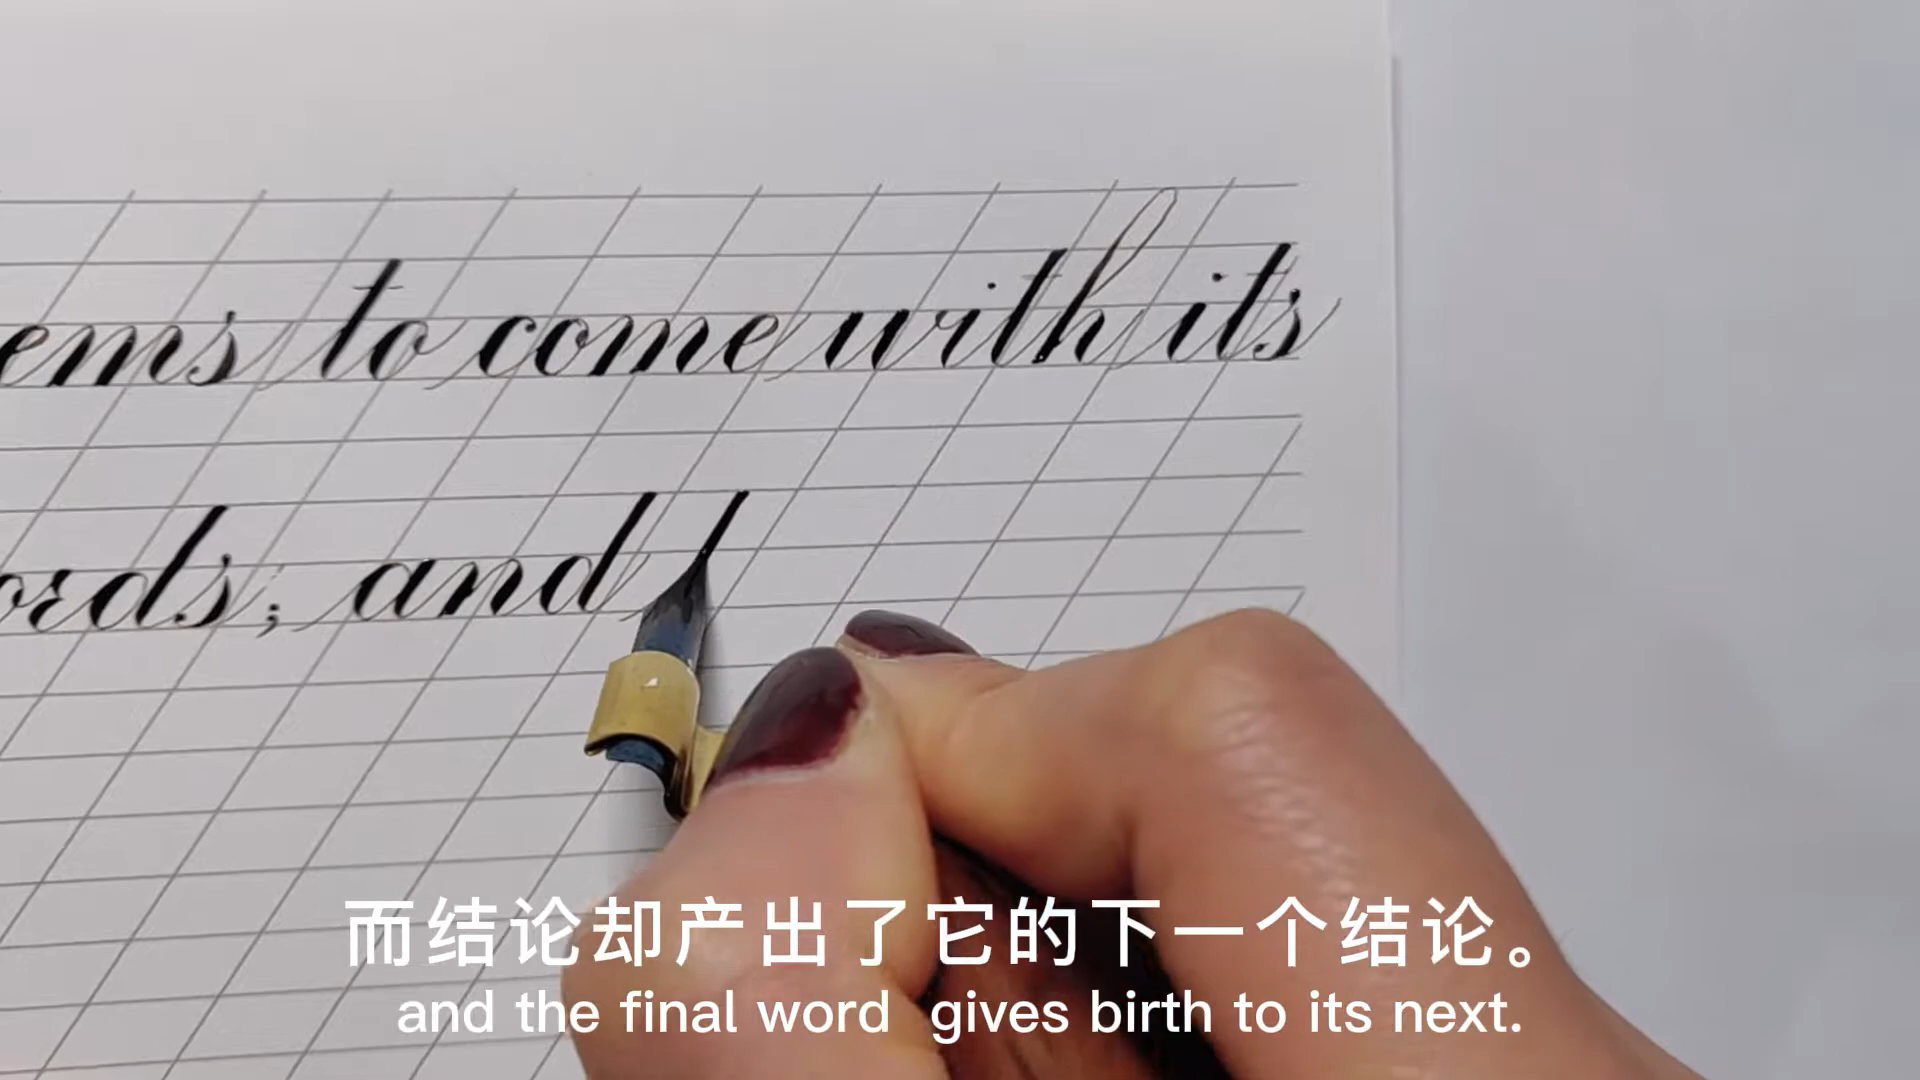 ems to come with its
ords; and
而结论却产出了它的下一个结论。
and the final word gives birth to its next.